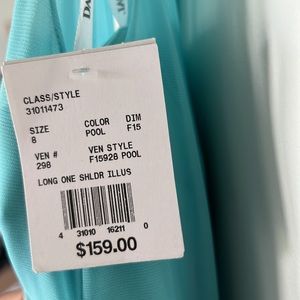 CLASS/STYLE
31011473
SIZE COLOR DIM
8 POOL F15
VEN # VEN STYLE
298 F15928 POOL
LONG ONE SHLDR ILLUS
4 31010 16211 0
$159.00